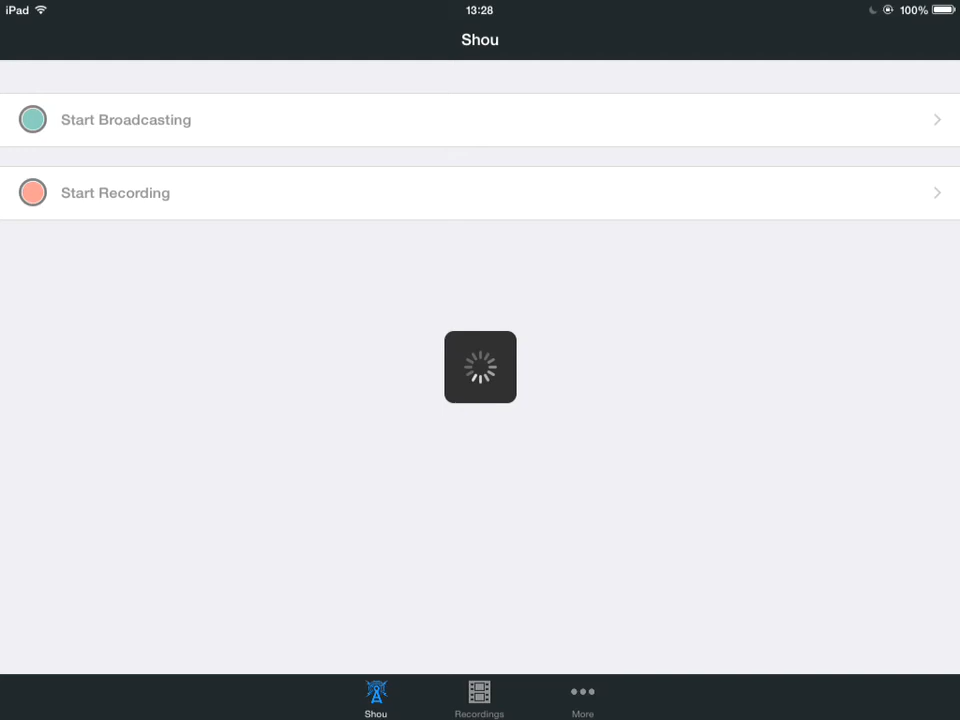 iPad 13:28 100%
Shou
Start Broadcasting
Start Recording
Shou Recordings More